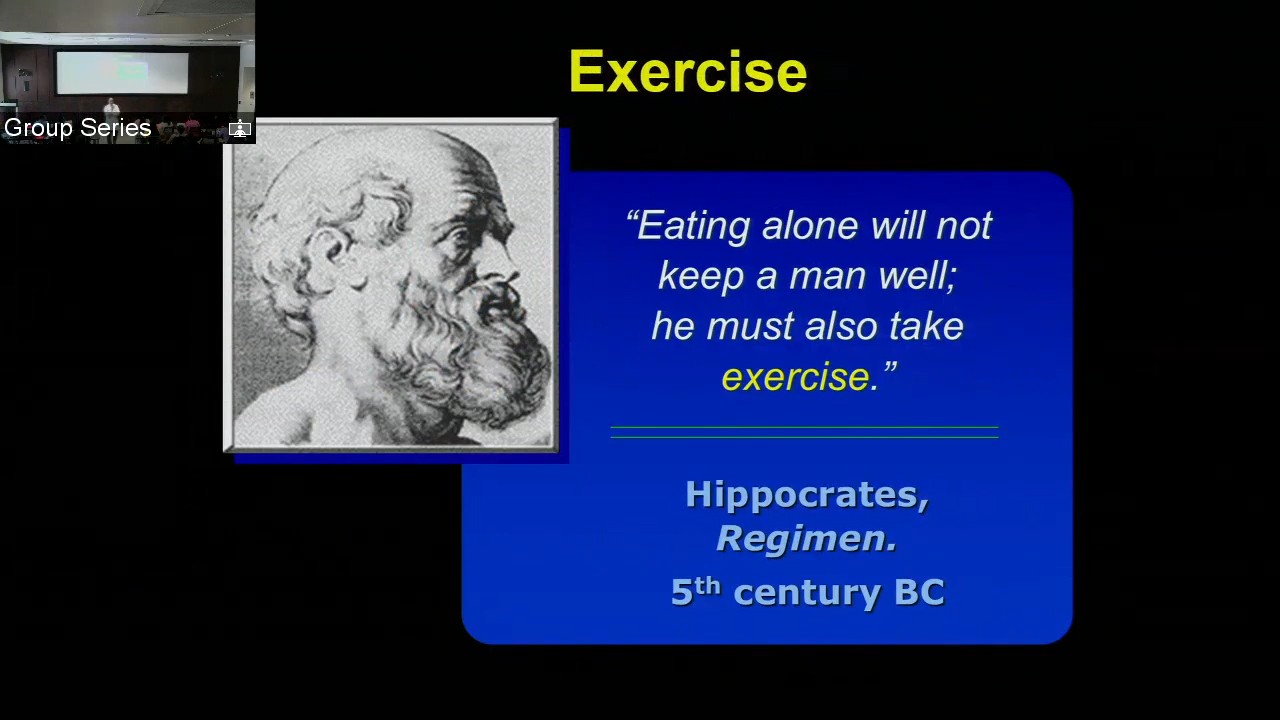 Exercise
Group Series
“Eating alone will not
keep a man well;
he must also take
exercise.”
Hippocrates,
Regimen.
5th century BC